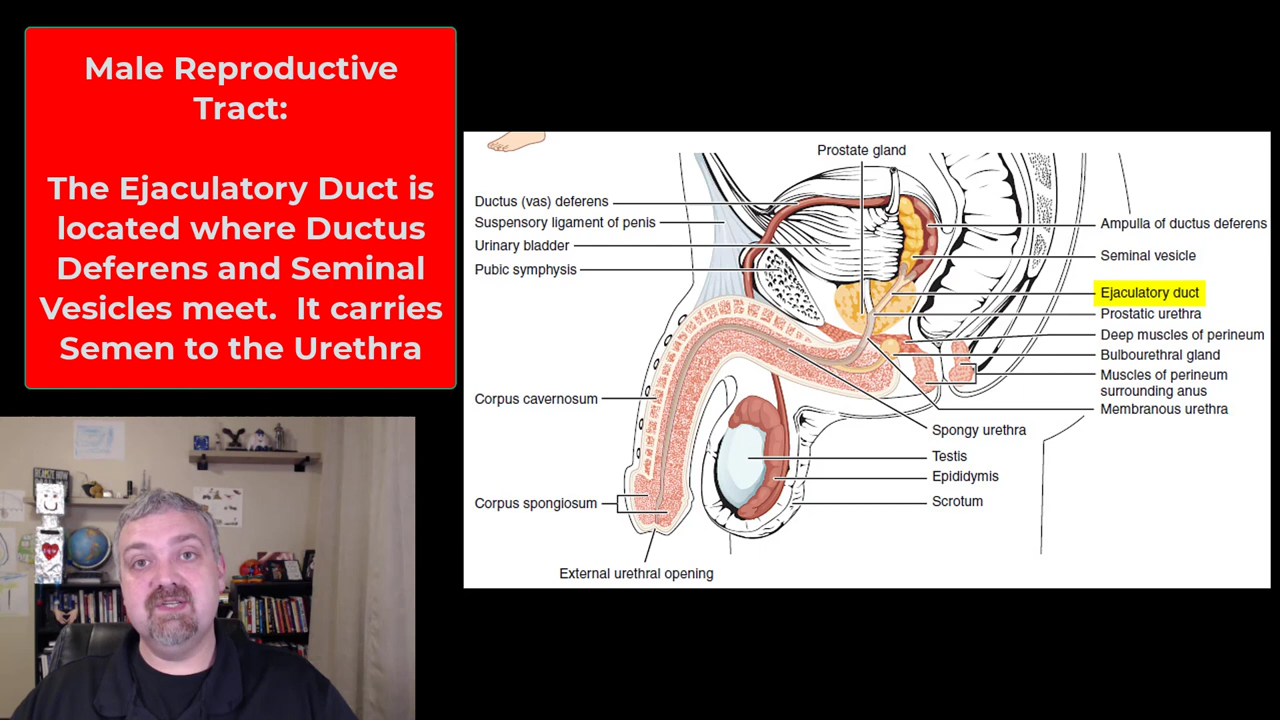 Male Reproductive
Tract:
The Ejaculatory Duct is
located where Ductus
Deferens and Seminal
Vesicles meet.  It carries
Semen to the Urethra
Prostate gland
Ductus (vas) deferens
Suspensory ligament of penis
Urinary bladder
Pubic symphysis
Corpus cavernosum
Corpus spongiosum
External urethral opening
Ampulla of ductus deferens
Seminal vesicle
Ejaculatory duct
Prostatic urethra
Deep muscles of perineum
Bulbourethral gland
Muscles of perineum
surrounding anus
Membranous urethra
Spongy urethra
Testis
Epididymis
Scrotum